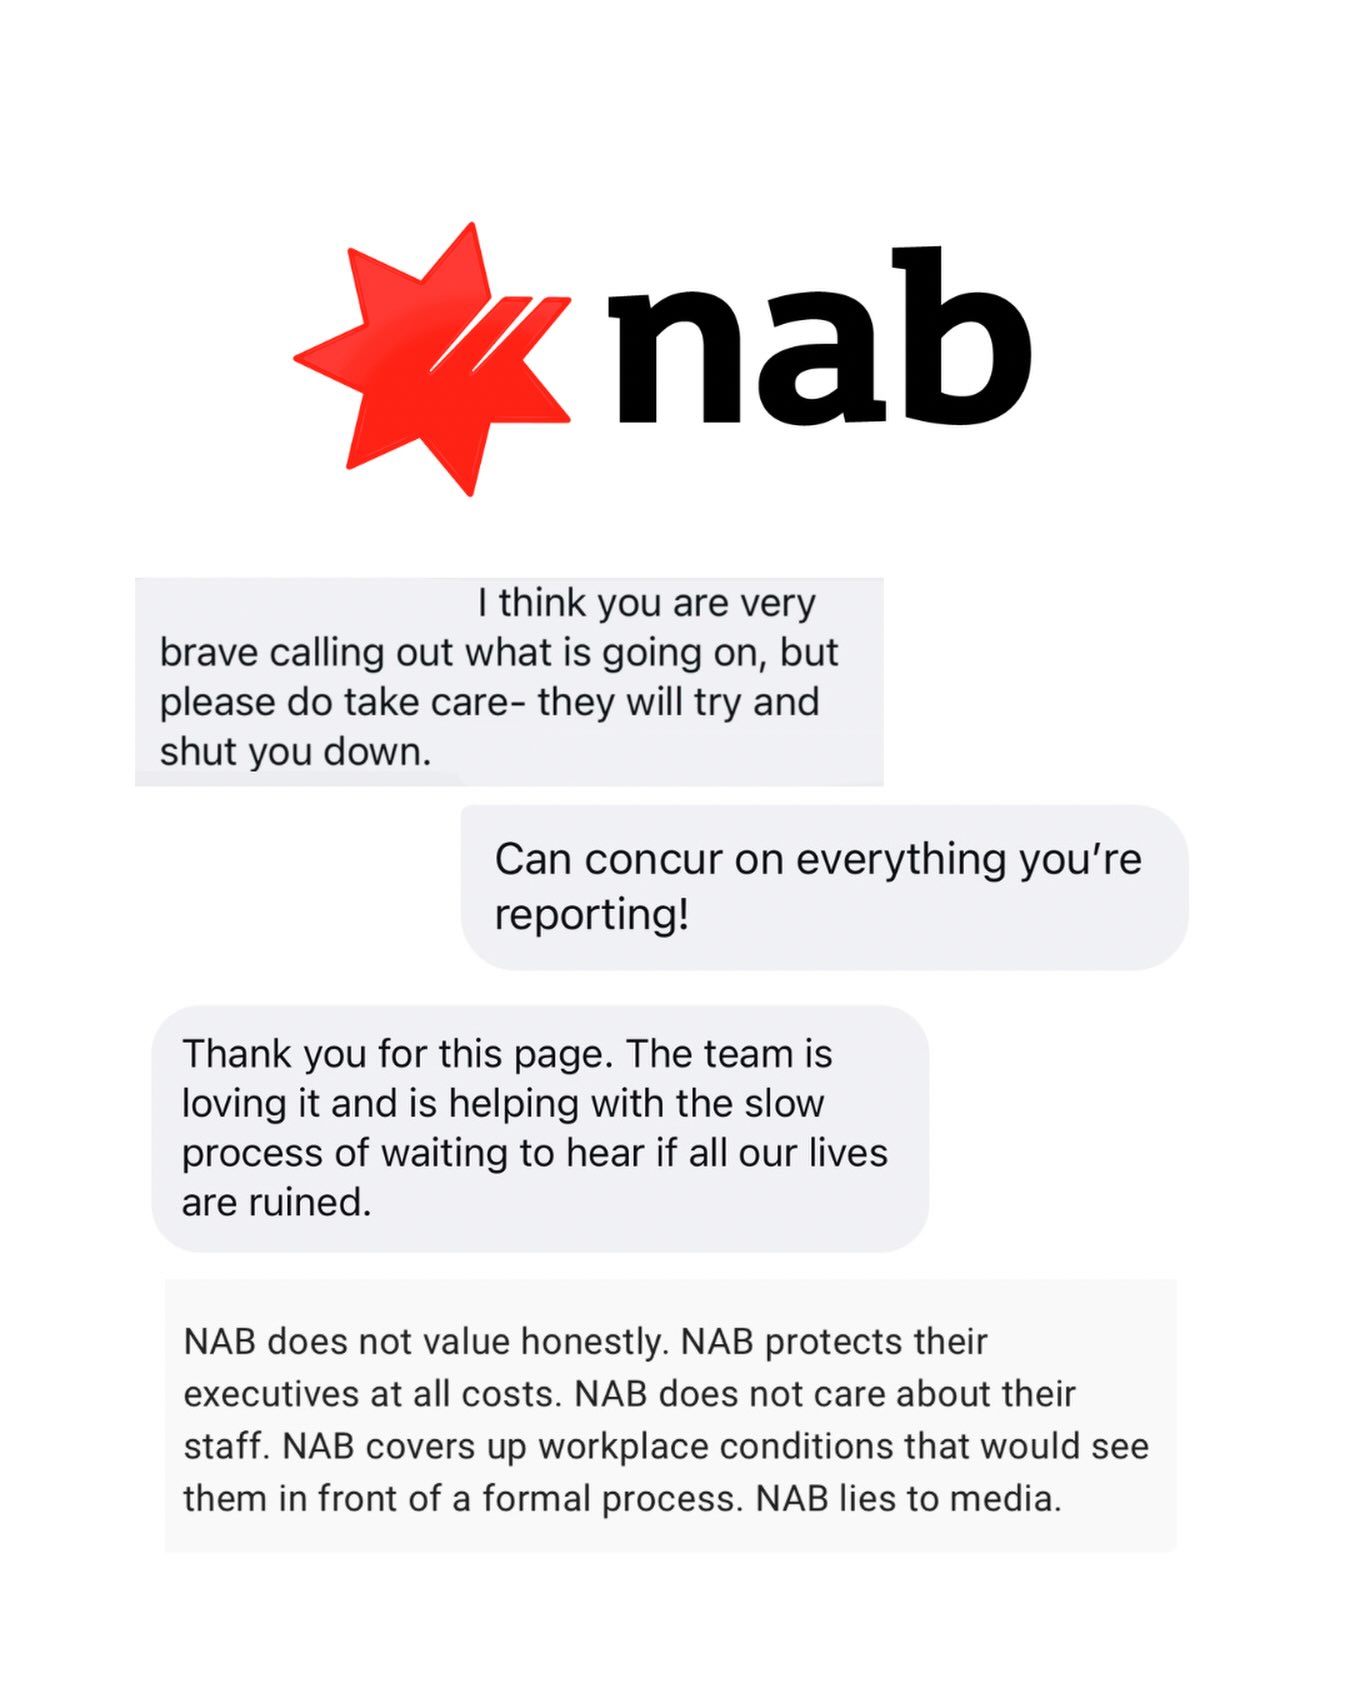 nab
I think you are very
brave calling out what is going on, but
please do take care- they will try and
shut you down.
Can concur on everything you're
reporting!
Thank you for this page. The team is
loving it and is helping with the slow
process of waiting to hear if all our lives
are ruined.
NAB does not value honestly. NAB protects their
executives at all costs. NAB does not care about their
staff. NAB covers up workplace conditions that would see
them in front of a formal process. NAB lies to media.